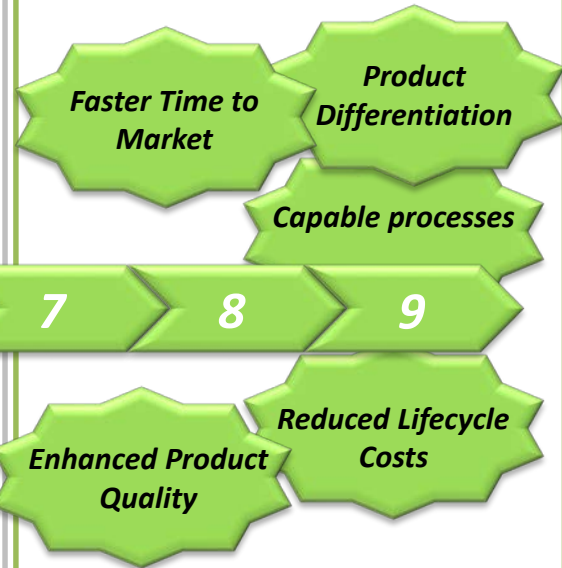 Faster Time to
Market
Product
Differentiation
Capable processes
7 8 9
Enhanced Product
Quality
Reduced Lifecycle
Costs